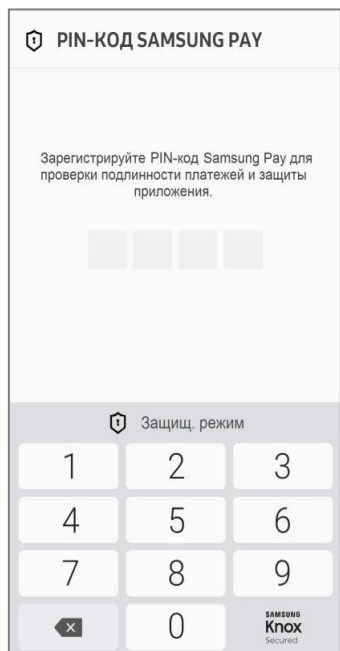 PIN-КОД SAMSUNG PAY
Зарегистрируйте PIN-код Samsung Pay для
проверки подлинности платежей и защиты
приложения.
Защищ. режим
1 2 3
4 5 6
7 8 9
0 SAMSUNG
Knox
Secured